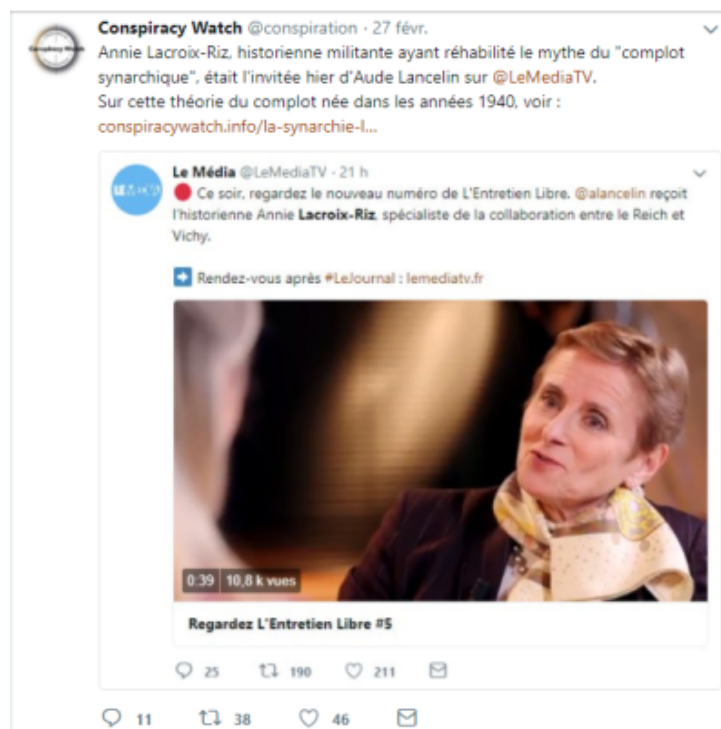 Conspiracy Watch @conspiration · 27 févr.
Annie Lacroix-Riz, historienne militante ayant réhabilité le mythe du "complot
synarchique", était l'invitée hier d'Aude Lancelin sur @LeMediaTV.
Sur cette théorie du complot née dans les années 1940, voir :
conspiracywatch.info/la-synarchie-l...
Le Média @LeMediaTV · 21 h
Ce soir, regardez le nouveau numéro de L'Entretien Libre. @alancelin reçoit
l'historienne Annie Lacroix-Riz, spécialiste de la collaboration entre le Reich et
Vichy.
Rendez-vous après #LeJournal : lemediatv.fr
0:39 10,8 k vues
Regardez L'Entretien Libre #5
25 190 211
11 38 46